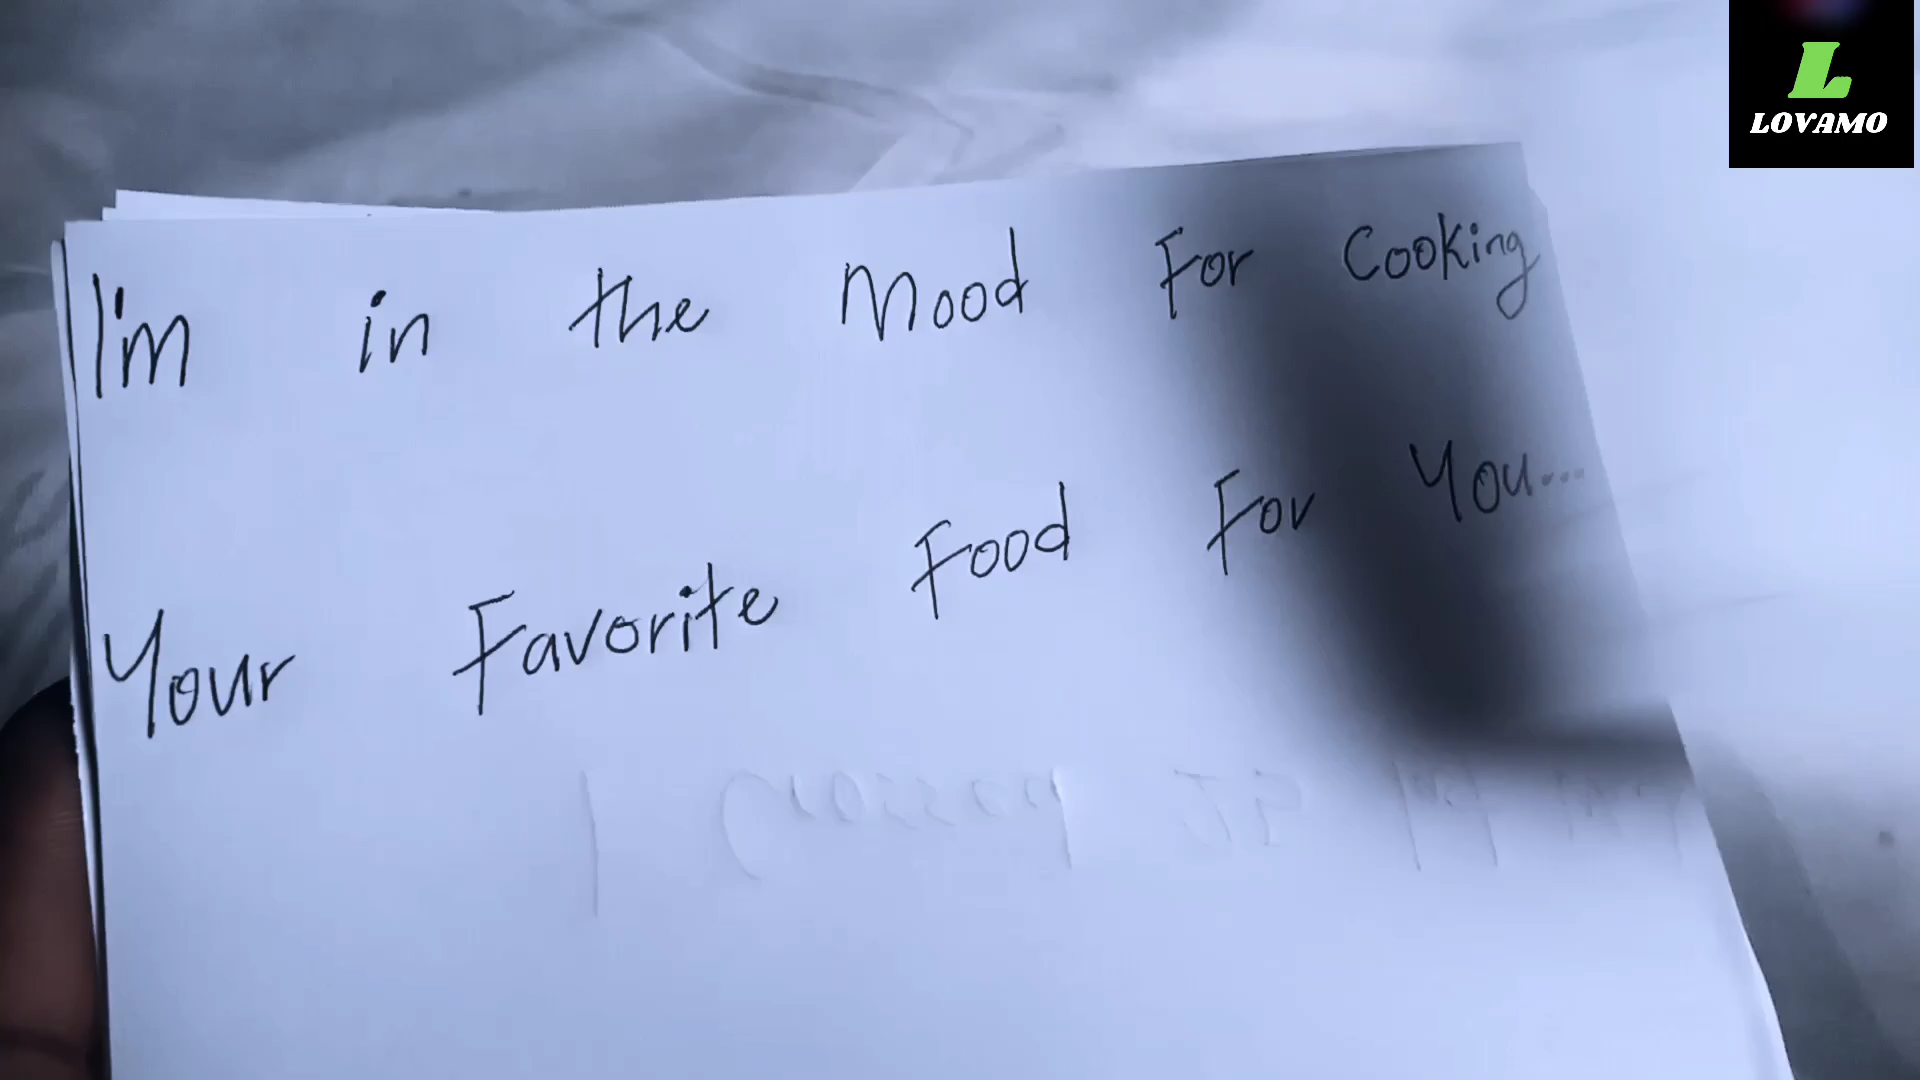 L
LOVAMO
I'm in the Mood For Cooking
Your Favorite Food For You...